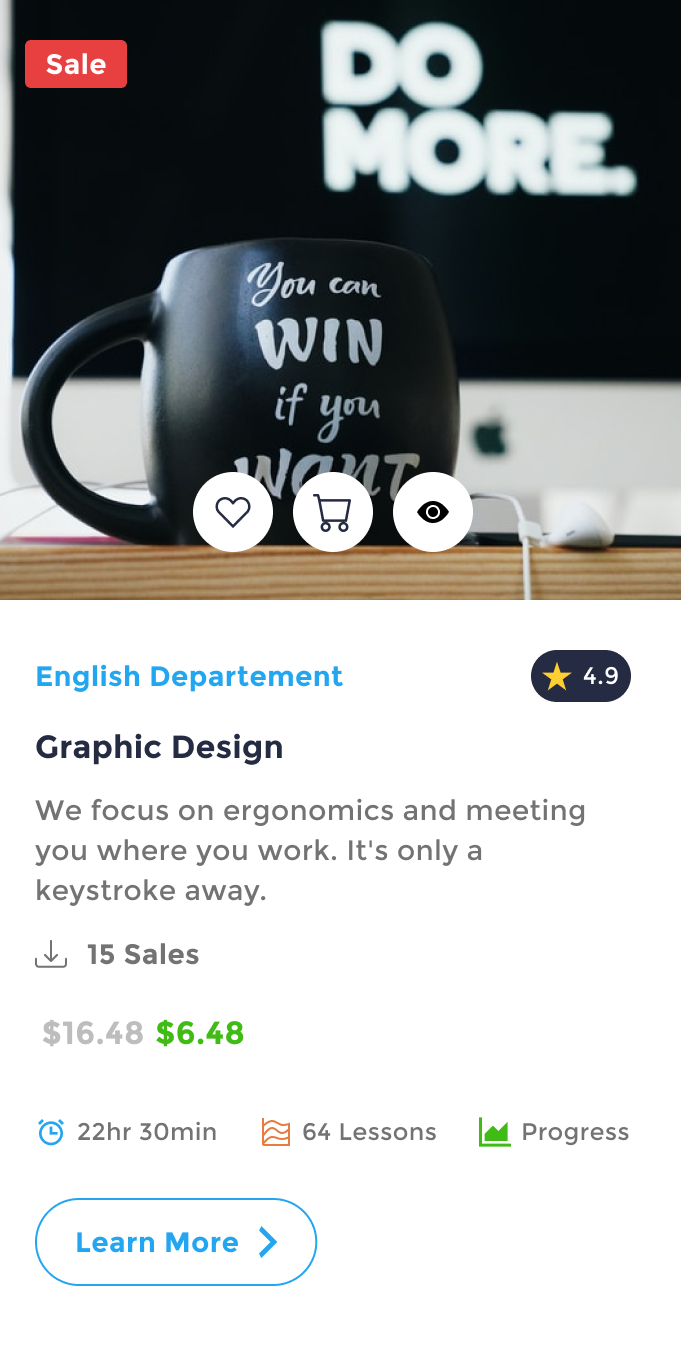 Sale
DO
MORE.
You can
WIN
if you
WANT
English Departement
4.9
Graphic Design
We focus on ergonomics and meeting
you where you work. It's only a
keystroke away.
15 Sales
$16.48 $6.48
22hr 30min
64 Lessons
Progress
Learn More